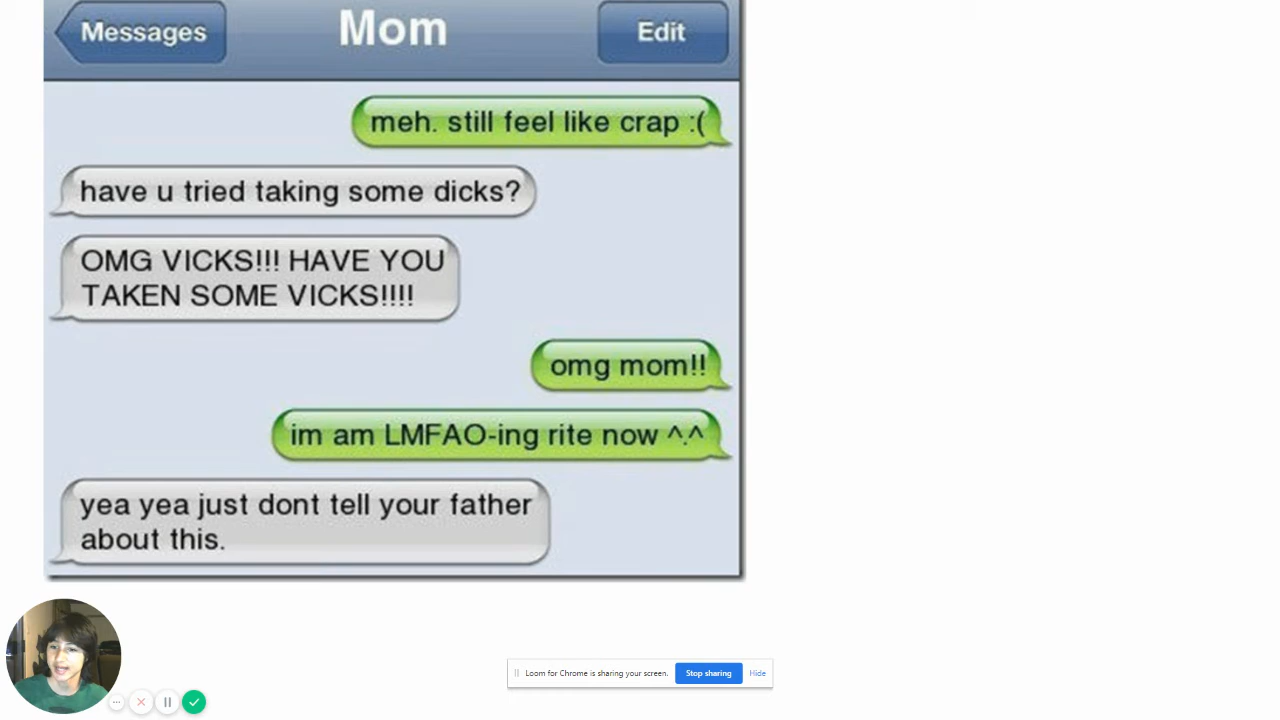 Messages
Mom
Edit
meh. still feel like crap :(
have u tried taking some dicks?
OMG VICKS!!! HAVE YOU
TAKEN SOME VICKS!!!!
omg mom!!
im am LMFAO-ing rite now ^.^
yea yea just dont tell your father
about this.
Loom for Chrome is sharing your screen.
Stop sharing
Hide